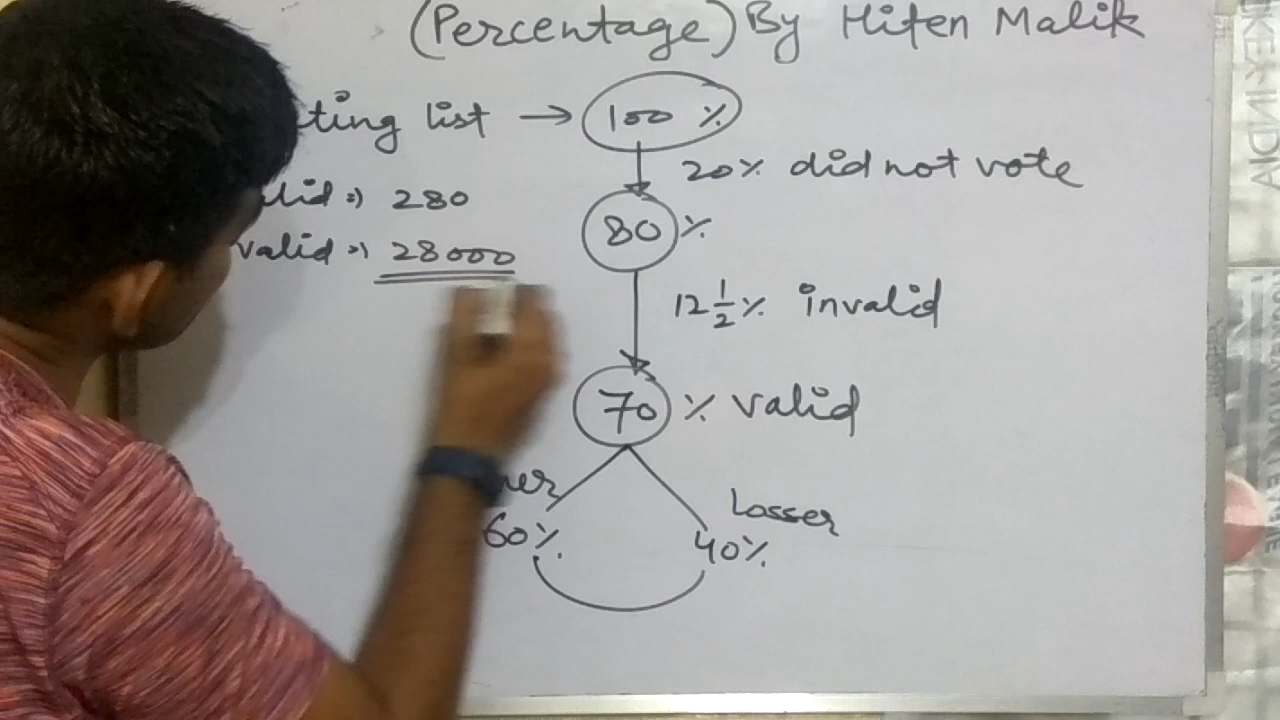 (Percentage) By Hiten Malik
ting list → 100 %
20% did not vote
lid => 280
80 %
valid => 28000
12 1/2 % invalid
70 % valid
ner
Losser
60%
40%